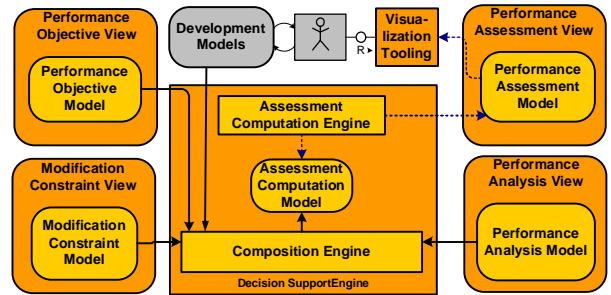 Performance
Objective View
Performance
Objective
Model
Development
Models
R
Visua-
lization
Tooling
Performance
Assessment View
Performance
Assessment
Model
Assessment
Computation Engine
Assessment
Computation
Model
Modification
Constraint View
Modification
Constraint
Model
Composition Engine
Decision SupportEngine
Performance
Analysis View
Performance
Analysis Model